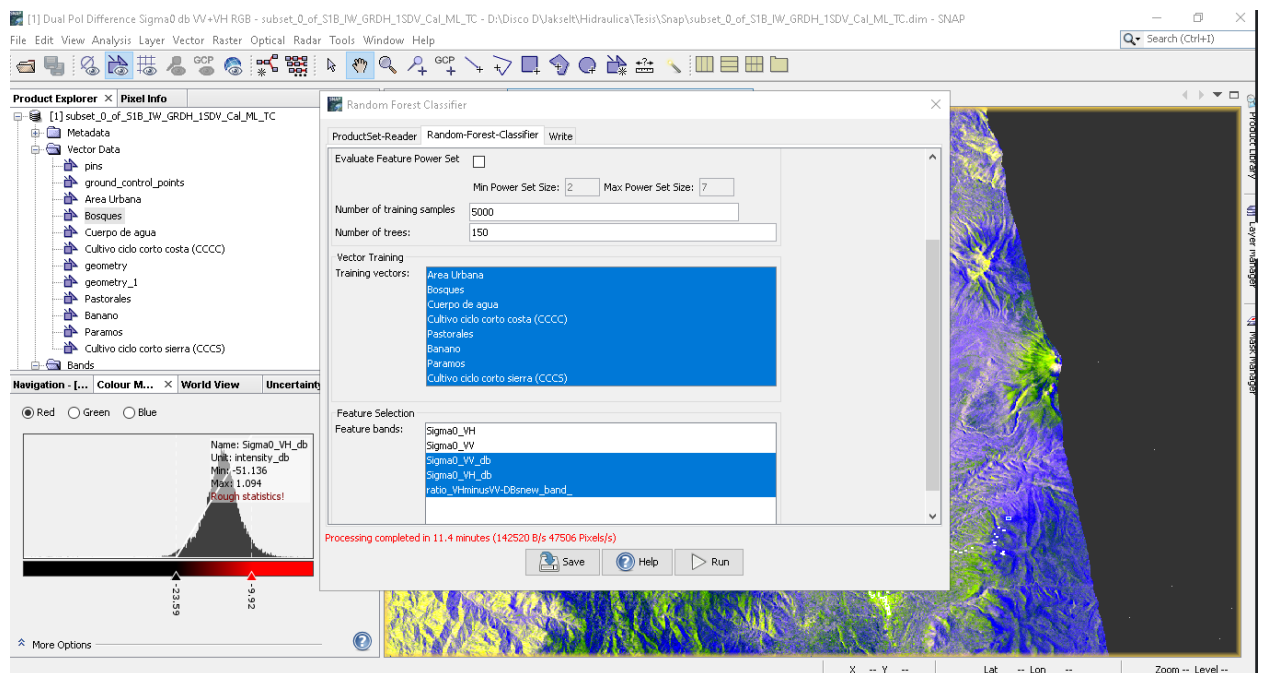 [1] Dual Pol Difference Sigma0 db VV+VH RGB - subset_0_of_S1B_IW_GRDH_1SDV_Cal_ML_TC - D:\Disco D\Jakselt\Hidraulica\Tesis\Snap\subset_0_of_S1B_IW_GRDH_1SDV_Cal_ML_TC.dim - SNAP
File Edit View Analysis Layer Vector Raster Optical Radar Tools Window Help
Search (Ctrl+I)
GCP GCP
Product Explorer × Pixel Info
[1] subset_0_of_S1B_IW_GRDH_1SDV_Cal_ML_TC
Metadata
Vector Data
pins
ground_control_points
Area Urbana
Bosques
Cuerpo de agua
Cultivo ciclo corto costa (CCCC)
geometry
geometry_1
Pastorales
Banano
Paramos
Cultivo ciclo corto sierra (CCCS)
Bands
Navigation - [... Colour M... × World View Uncertainty
Red Green Blue
Name: Sigma0_VH_db
Unit: intensity_db
Min: -51.136
Max: 1.094
Rough statistics!
-23.59
-9.92
More Options
Random Forest Classifier
ProductSet-Reader Random-Forest-Classifier Write
Evaluate Feature Power Set
Min Power Set Size: 2 Max Power Set Size: 7
Number of training samples 5000
Number of trees: 150
Vector Training
Training vectors: Area Urbana
Bosques
Cuerpo de agua
Cultivo ciclo corto costa (CCCC)
Pastorales
Banano
Paramos
Cultivo ciclo corto sierra (CCCS)
Feature Selection
Feature bands: Sigma0_VH
Sigma0_VV
Sigma0_VV_db
Sigma0_VH_db
ratio_VHminusVV-DBsnew_band_
Processing completed in 11.4 minutes (142520 B/s 47506 Pixels/s)
Save Help Run
Product Library
Layer Manager
Mask Manager
X -- Y -- Lat -- Lon -- Zoom -- Level --